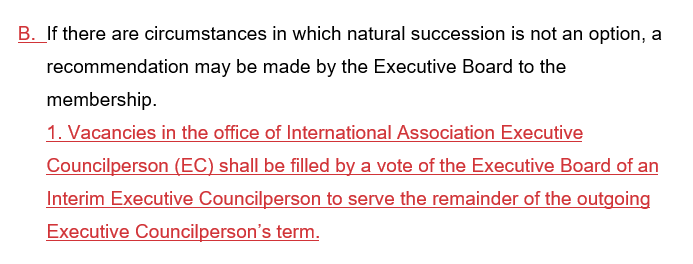 B. If there are circumstances in which natural succession is not an option, a
recommendation may be made by the Executive Board to the
membership.
1. Vacancies in the office of International Association Executive
Councilperson (EC) shall be filled by a vote of the Executive Board of an
Interim Executive Councilperson to serve the remainder of the outgoing
Executive Councilperson’s term.